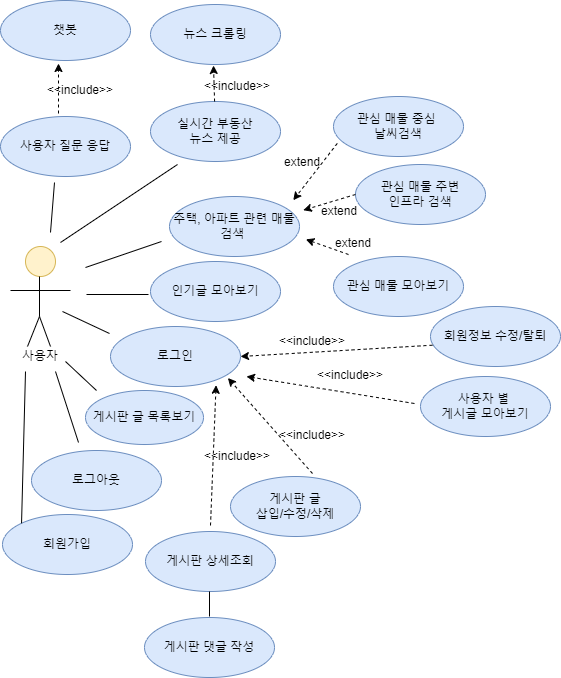 챗봇
뉴스 크롤링
<<include>>
<<include>>
사용자 질문 응답
실시간 부동산
뉴스 제공
관심 매물 중심
날씨검색
extend
관심 매물 주변
인프라 검색
extend
주택, 아파트 관련 매물
검색
extend
관심 매물 모아보기
인기글 모아보기
사용자
로그인
<<include>>
회원정보 수정/탈퇴
<<include>>
사용자 별
게시글 모아보기
게시판 글 목록보기
<<include>>
<<include>>
로그아웃
게시판 글
삽입/수정/삭제
회원가입
게시판 상세조회
게시판 댓글 작성